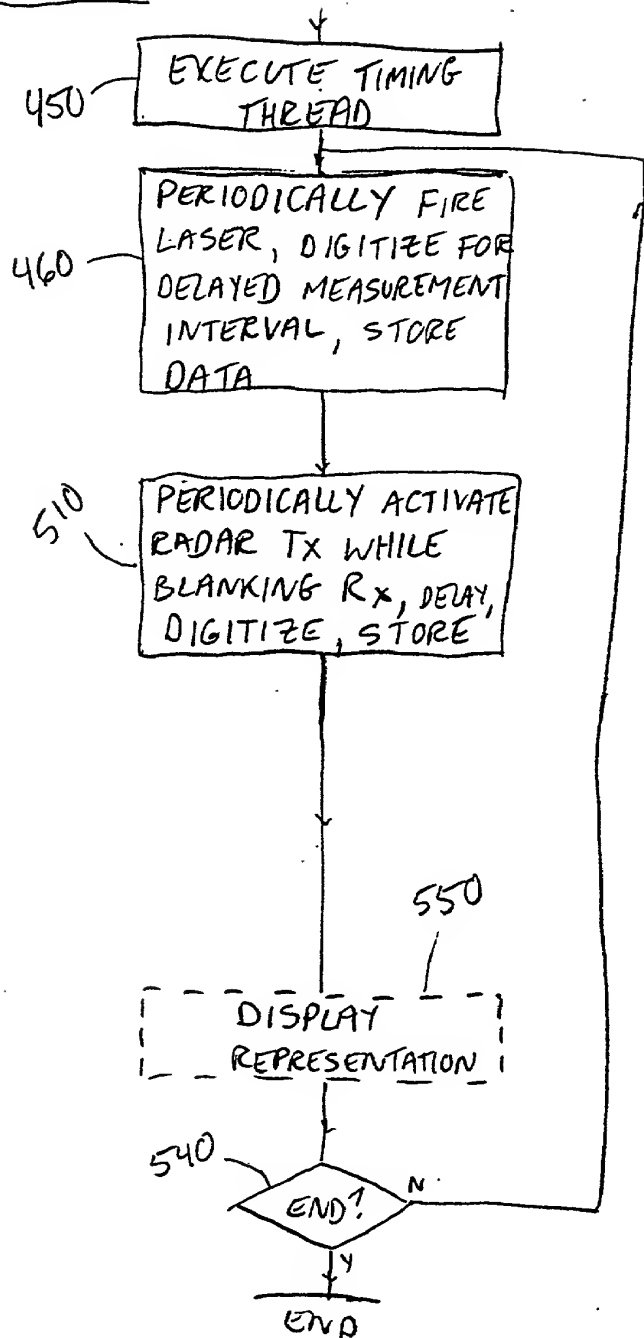 450
EXECUTE TIMING
THREAD
460
PERIODICALLY FIRE
LASER, DIGITIZE FOR
DELAYED MEASUREMENT
INTERVAL, STORE
DATA
510
PERIODICALLY ACTIVATE
RADAR Tx WHILE
BLANKING Rx, DELAY,
DIGITIZE, STORE
550
DISPLAY
REPRESENTATION
540
END?
N
Y
END